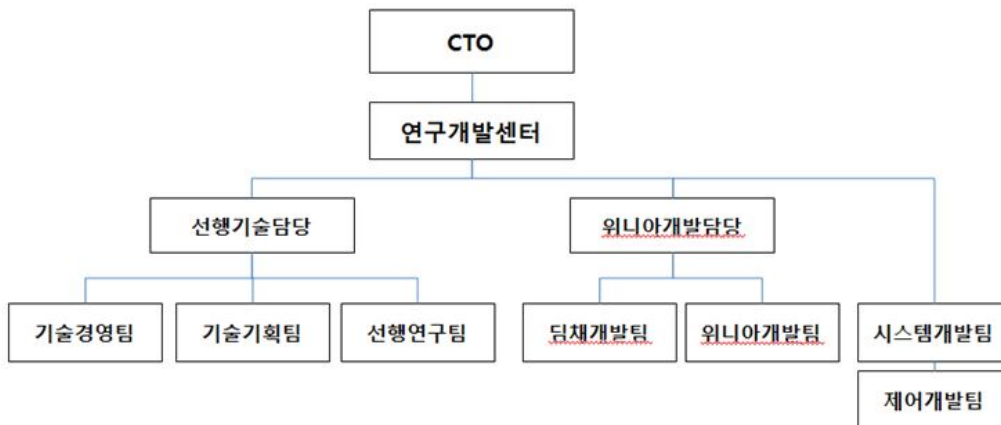 CTO
연구개발센터
선행기술담당
위니아개발담당
기술경영팀
기술기획팀
선행연구팀
딤채개발팀
위니아개발팀
시스템개발팀
제어개발팀